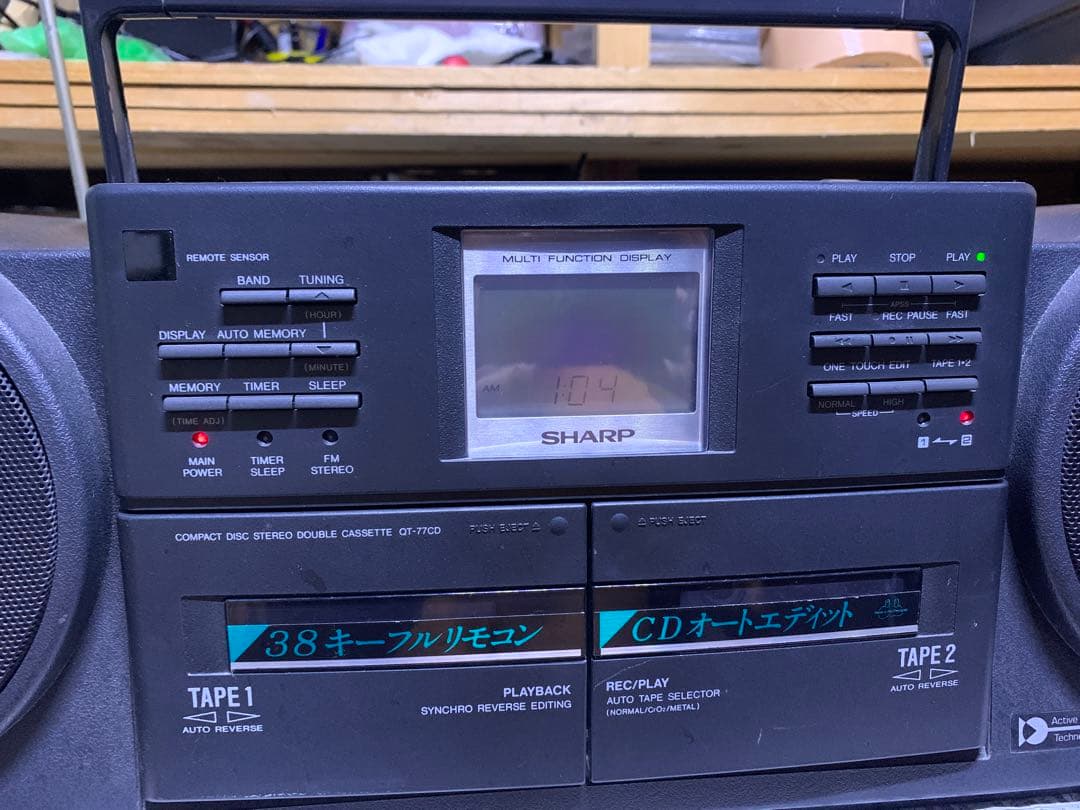 REMOTE SENSOR
BAND
TUNING
(HOUR)
DISPLAY
AUTO MEMORY
(MINUTE)
MEMORY
TIMER
SLEEP
(TIME ADJ)
MAIN
POWER
TIMER
SLEEP
FM
STEREO
MULTI FUNCTION DISPLAY
AM 1:04
SHARP
PLAY
STOP
PLAY
APSS
FAST
REC PAUSE
FAST
ONE TOUCH EDIT
TAPE 1•2
NORMAL
HIGH
SPEED
1
2
COMPACT DISC STEREO DOUBLE CASSETTE QT-77CD
PUSH EJECT
38キーフルリモコン
TAPE 1
AUTO REVERSE
PLAYBACK
SYNCHRO REVERSE EDITING
PUSH EJECT
CDオートエディット
REC/PLAY
AUTO TAPE SELECTOR
(NORMAL/CrO2/METAL)
TAPE 2
AUTO REVERSE
Active